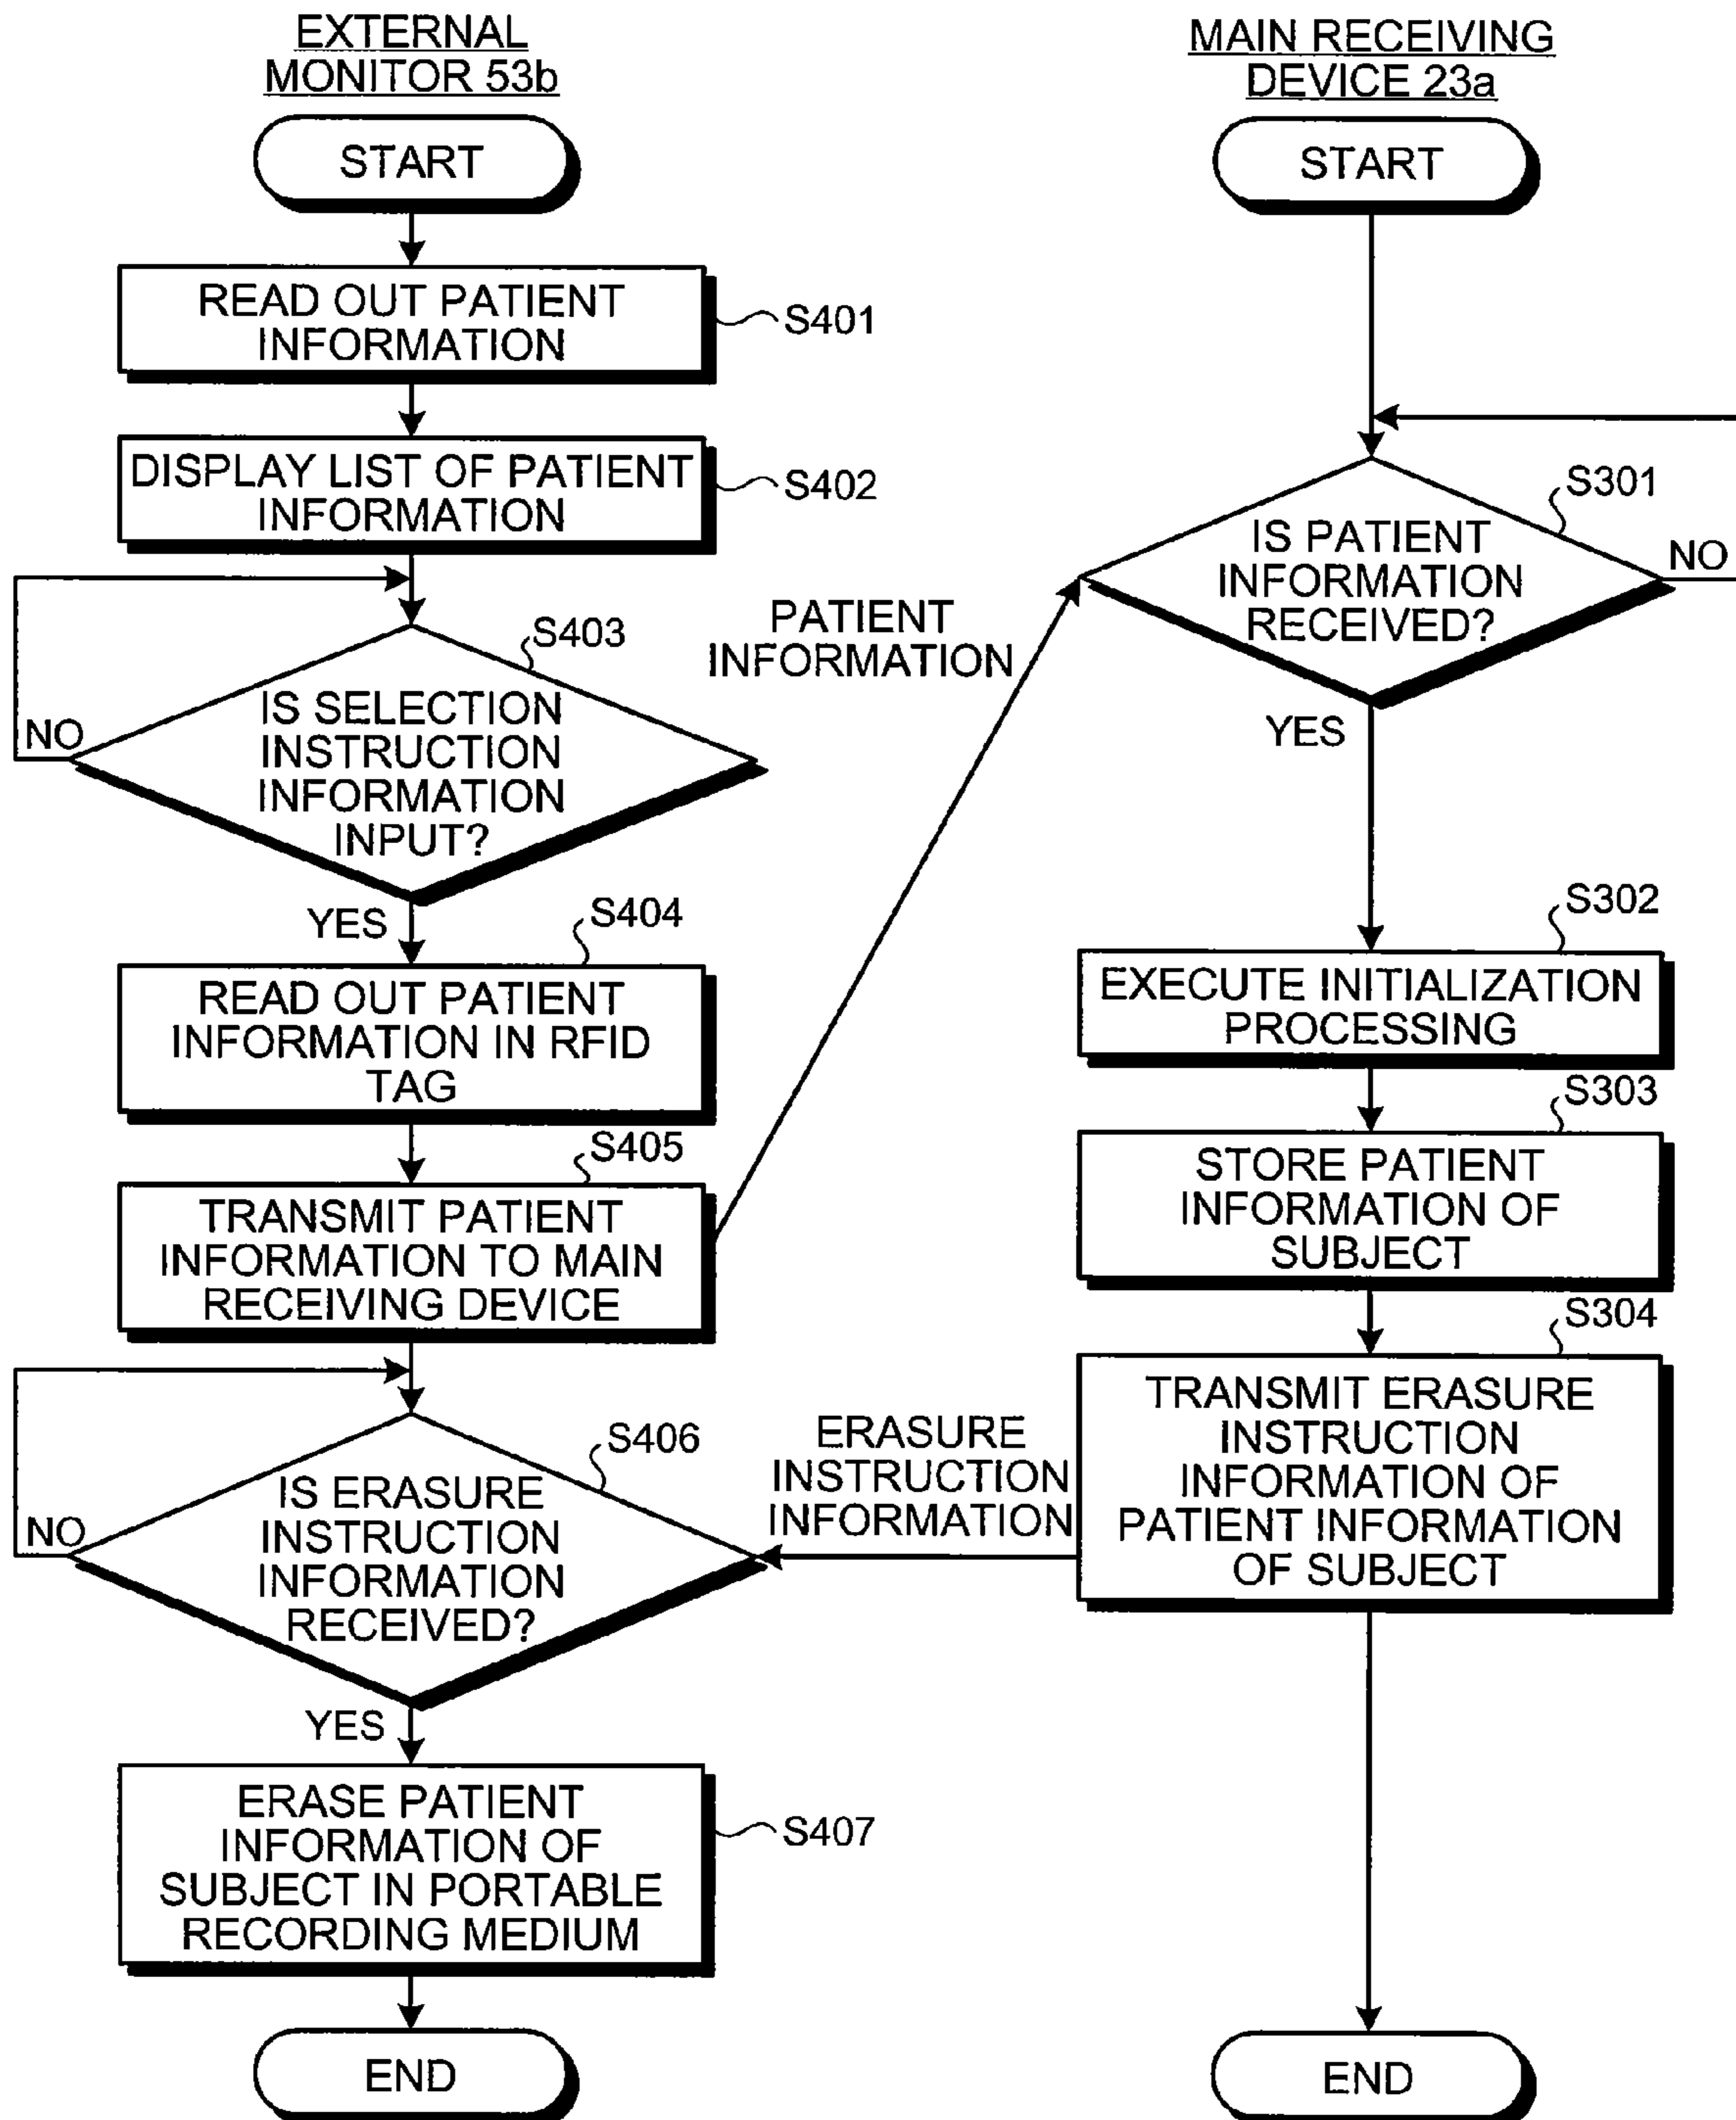 EXTERNAL
MONITOR 53b
START
READ OUT PATIENT
INFORMATION
S401
DISPLAY LIST OF PATIENT
INFORMATION
S402
S403
IS SELECTION
INSTRUCTION
INFORMATION
INPUT?
NO
YES
S404
READ OUT PATIENT
INFORMATION IN RFID
TAG
S405
TRANSMIT PATIENT
INFORMATION TO MAIN
RECEIVING DEVICE
S406
IS ERASURE
INSTRUCTION
INFORMATION
RECEIVED?
NO
YES
ERASE PATIENT
INFORMATION OF
SUBJECT IN PORTABLE
RECORDING MEDIUM
S407
END
PATIENT
INFORMATION
ERASURE
INSTRUCTION
INFORMATION
MAIN RECEIVING
DEVICE 23a
START
S301
IS PATIENT
INFORMATION
RECEIVED?
NO
YES
S302
EXECUTE INITIALIZATION
PROCESSING
S303
STORE PATIENT
INFORMATION OF
SUBJECT
S304
TRANSMIT ERASURE
INSTRUCTION
INFORMATION OF
PATIENT INFORMATION
OF SUBJECT
END